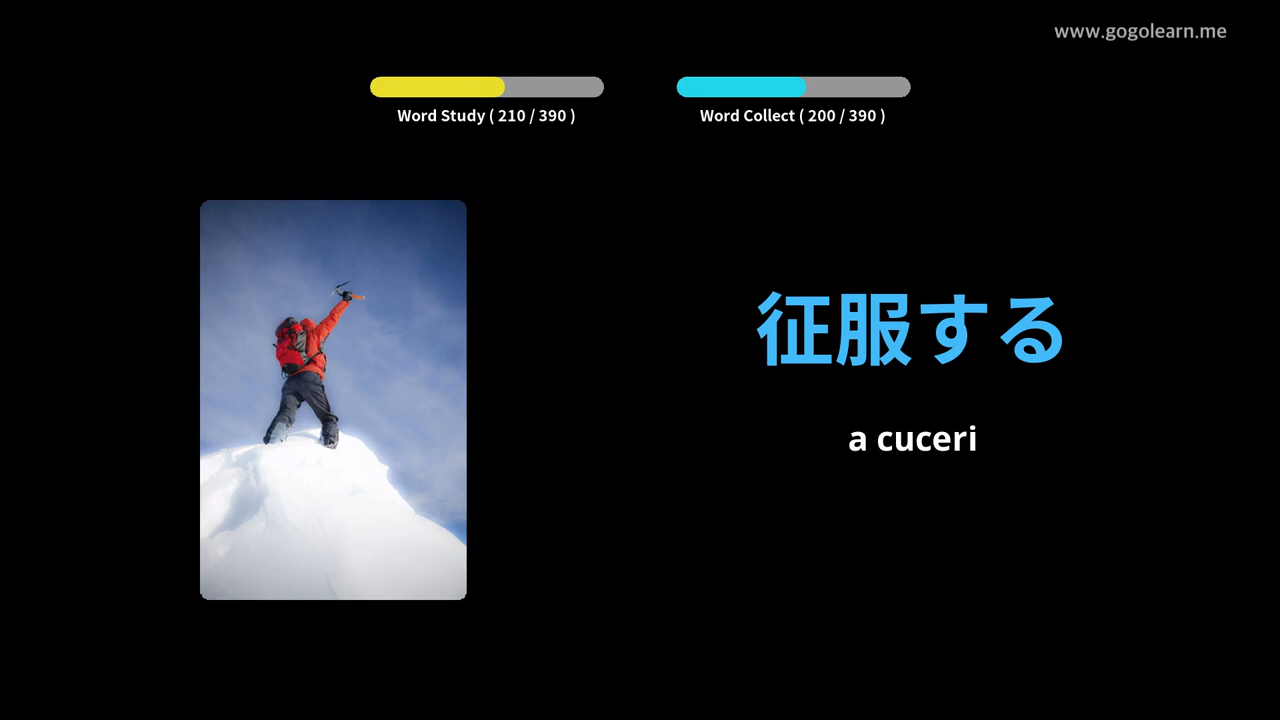 www.gogolearn.me
Word Study ( 210 / 390 )
Word Collect ( 200 / 390 )
征服する
a cuceri